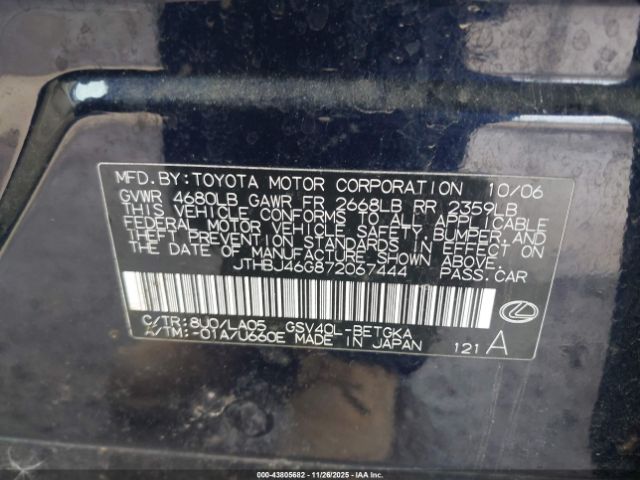 MFD.BY:TOYOTA MOTOR CORPORATION 10/06
GVWR 4680LB GAWR FR 2668LB RR 2359LB
THIS VEHICLE CONFORMS TO ALL APPLICABLE
FEDERAL MOTOR VEHICLE SAFETY, BUMPER, AND
THEFT PREVENTION STANDARDS IN EFFECT ON
THE DATE OF MANUFACTURE SHOWN ABOVE.
JTHBJ46G872067444 PASS.CAR
C/TR:8U0/LA05 GSV40L-BETGKA
A/TM:-01A/U660E MADE IN JAPAN 121 A
000-43805682 - 11/26/2025 - IAAI.COM